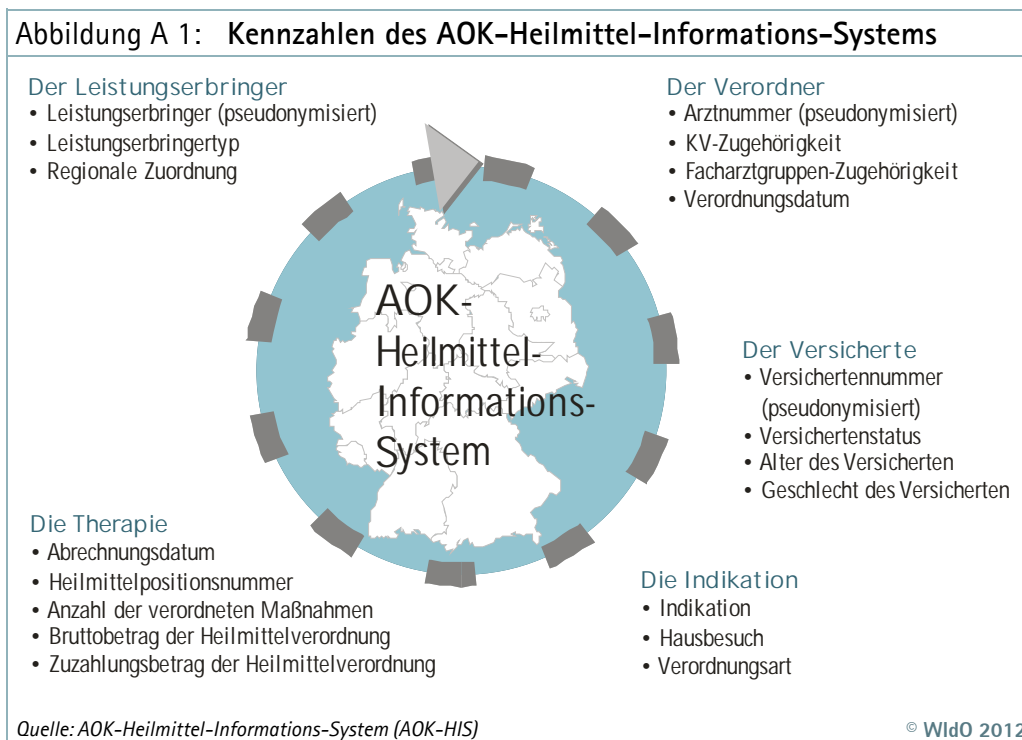 Abbildung A 1: Kennzahlen des AOK-Heilmittel-Informations-Systems
Der Leistungserbringer
• Leistungserbringer (pseudonymisiert)
• Leistungserbringertyp
• Regionale Zuordnung
Der Verordner
• Arztnummer (pseudonymisiert)
• KV-Zugehörigkeit
• Facharztgruppen-Zugehörigkeit
• Verordnungsdatum
AOK-
Heilmittel-
Informations-
System
Der Versicherte
• Versichertennummer
(pseudonymisiert)
• Versichertenstatus
• Alter des Versicherten
• Geschlecht des Versicherten
Die Therapie
• Abrechnungsdatum
• Heilmittelpositionsnummer
• Anzahl der verordneten Maßnahmen
• Bruttobetrag der Heilmittelverordnung
• Zuzahlungsbetrag der Heilmittelverordnung
Die Indikation
• Indikation
• Hausbesuch
• Verordnungsart
Quelle: AOK-Heilmittel-Informations-System (AOK-HIS)
© WIdO 2012